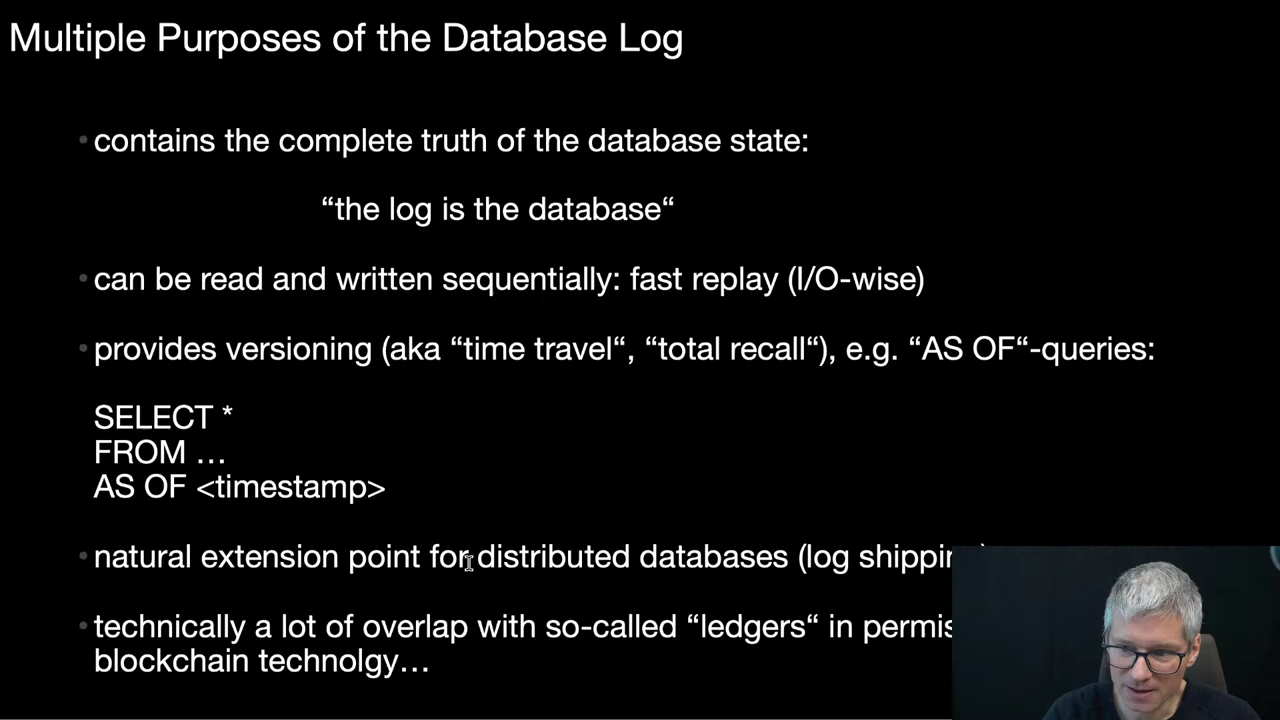 Multiple Purposes of the Database Log
• contains the complete truth of the database state:
“the log is the database“
• can be read and written sequentially: fast replay (I/O-wise)
• provides versioning (aka “time travel“, “total recall“), e.g. “AS OF“-queries:
SELECT *
FROM …
AS OF <timestamp>
• natural extension point for distributed databases (log
• technically a lot of overlap with so-called “ledgers“ in
blockchain technolgy…